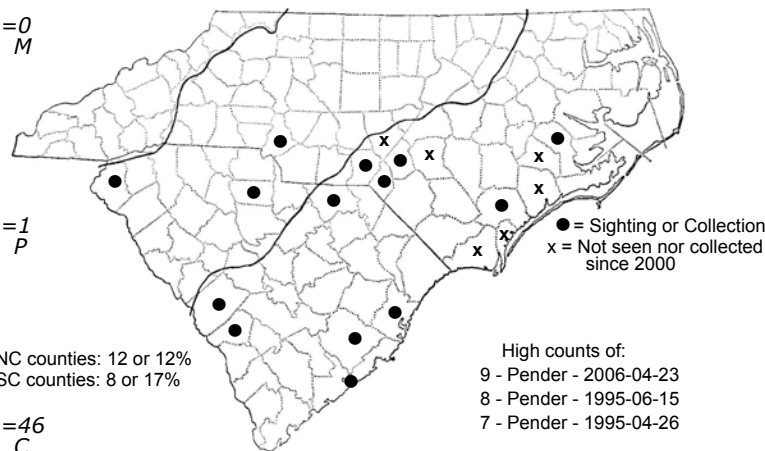 =0
M
=1
P
● = Sighting or Collection
x = Not seen nor collected
since 2000
NC counties: 12 or 12%
SC counties: 8 or 17%
High counts of:
9 - Pender - 2006-04-23
8 - Pender - 1995-06-15
7 - Pender - 1995-04-26
=46
C